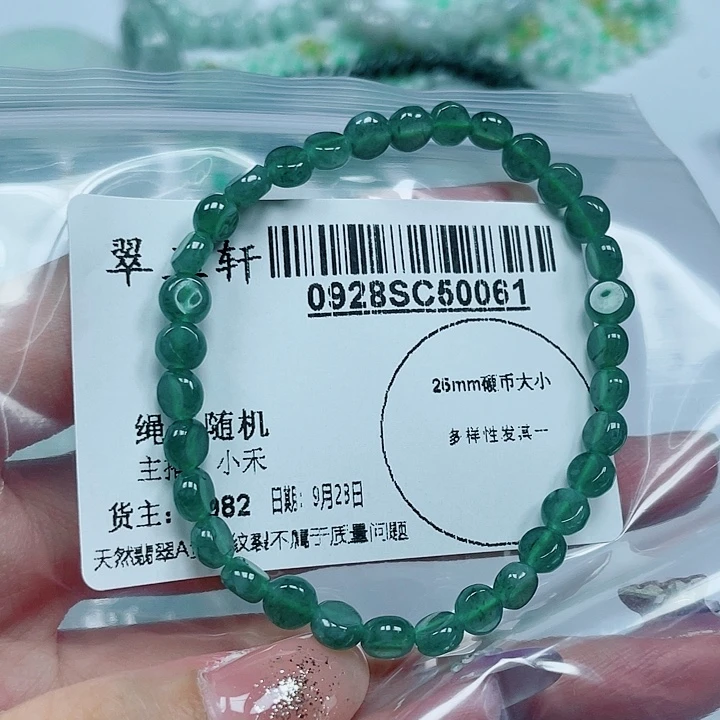 翠 轩
0928SC50061
26mm硬币大小
多样性发其一
绳 随机
主 小禾
货主: 982 日期: 9月23日
天然翡翠A 纹裂不属于质量问题